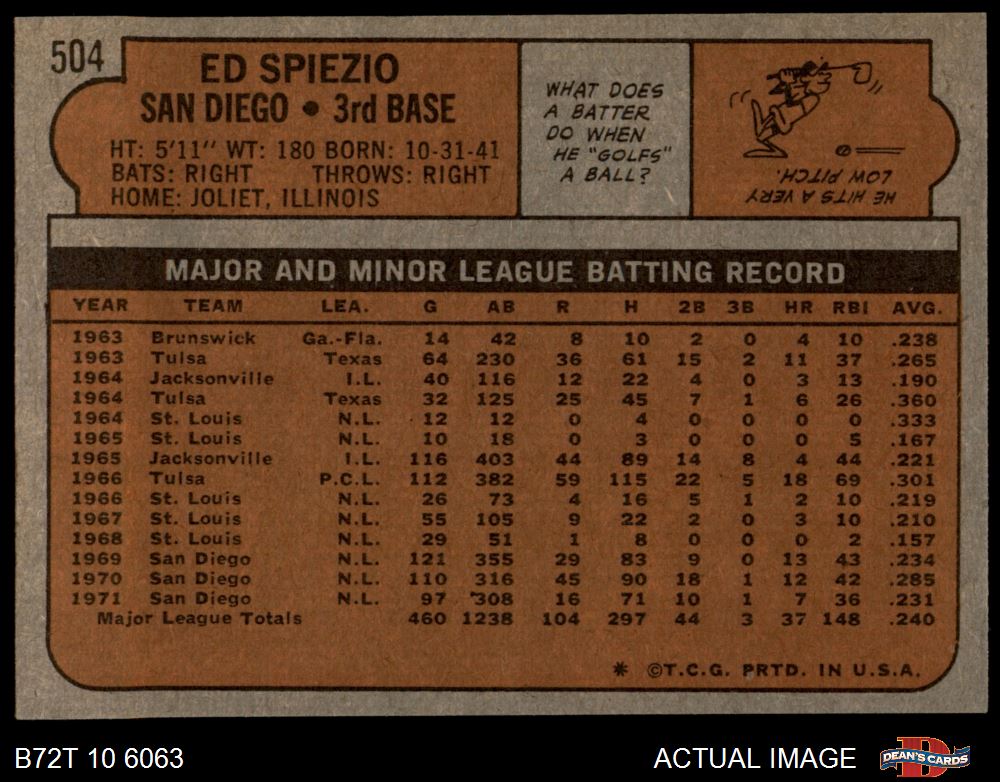 504
ED SPIEZIO
SAN DIEGO • 3rd BASE
HT: 5'11" WT: 180 BORN: 10-31-41
BATS: RIGHT THROWS: RIGHT
HOME: JOLIET, ILLINOIS
WHAT DOES
A BATTER
DO WHEN
HE "GOLFS"
A BALL?
HE HITS A VERY
LOW PITCH.
MAJOR AND MINOR LEAGUE BATTING RECORD
YEAR TEAM LEA. G AB R H 2B 3B HR RBI AVG.
1963 Brunswick Ga.-Fla. 14 42 8 10 2 0 4 10 .238
1963 Tulsa Texas 64 230 36 61 15 2 11 37 .265
1964 Jacksonville I.L. 40 116 12 22 4 0 3 13 .190
1964 Tulsa Texas 32 125 25 45 7 1 6 26 .360
1964 St. Louis N.L. 12 12 0 4 0 0 0 0 .333
1965 St. Louis N.L. 10 18 0 3 0 0 0 5 .167
1965 Jacksonville I.L. 116 403 44 89 14 8 4 44 .221
1966 Tulsa P.C.L. 112 382 59 115 22 5 18 69 .301
1966 St. Louis N.L. 26 73 4 16 5 1 2 10 .219
1967 St. Louis N.L. 55 105 9 22 2 0 3 10 .210
1968 St. Louis N.L. 29 51 1 8 0 0 0 2 .157
1969 San Diego N.L. 121 355 29 83 9 0 13 43 .234
1970 San Diego N.L. 110 316 45 90 18 1 12 42 .285
1971 San Diego N.L. 97 308 16 71 10 1 7 36 .231
Major League Totals 460 1238 104 297 44 3 37 148 .240
* ©T.C.G. PRTD. IN U.S.A.
B72T 10 6063
ACTUAL IMAGE
DEAN'S CARDS